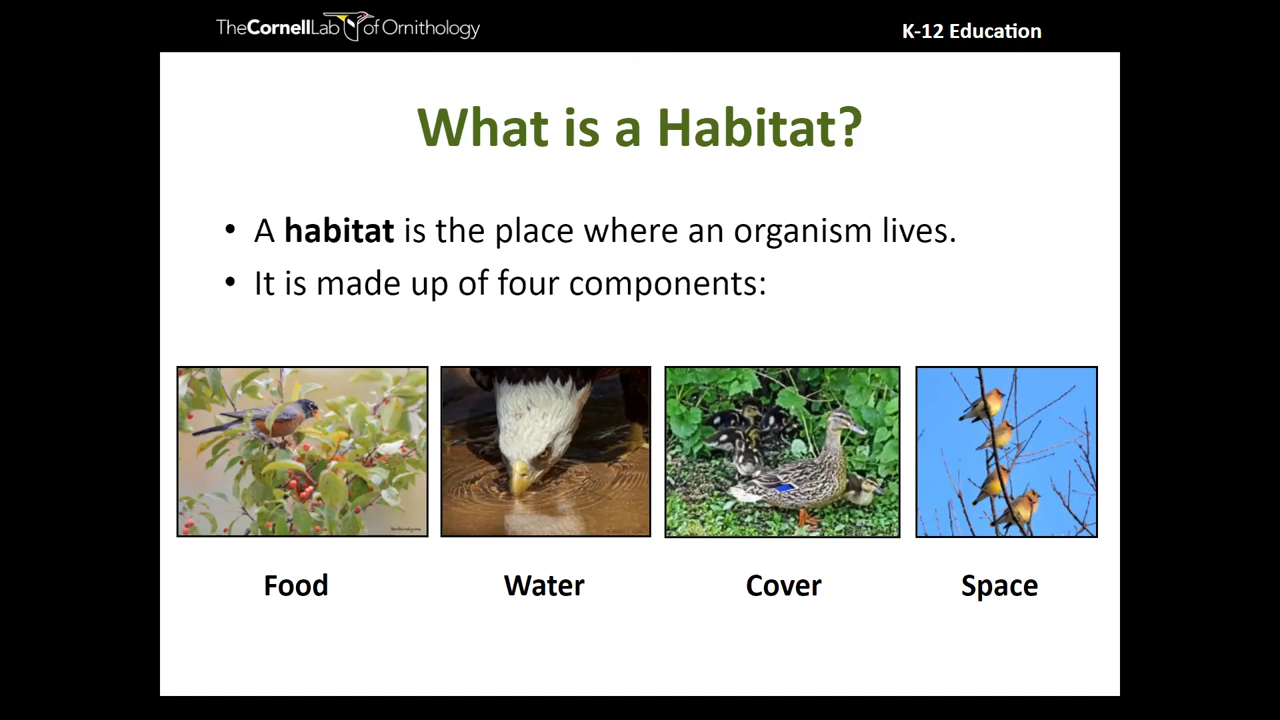 TheCornellLab of Ornithology
K-12 Education
What is a Habitat?
• A habitat is the place where an organism lives.
• It is made up of four components:
Food
Water
Cover
Space